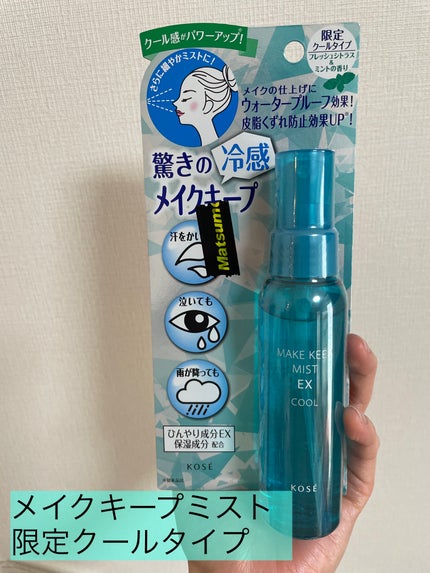 クール感がパワーアップ!
さらに細やかミストに!
限定
クールタイプ
フレッシュシトラス
&
ミントの香り
メイクの仕上げに
ウォータープルーフ効果!
皮脂くずれ防止効果UP※!
驚きの冷感
メイクキープ
Matsumo
汗をかい
泣いても
雨が降っても
ひんやり成分EX
保湿成分 配合
KOSÉ
MAKE KEE
MIST
EX
COOL
KOSÉ
メイクキープミスト
限定クールタイプ